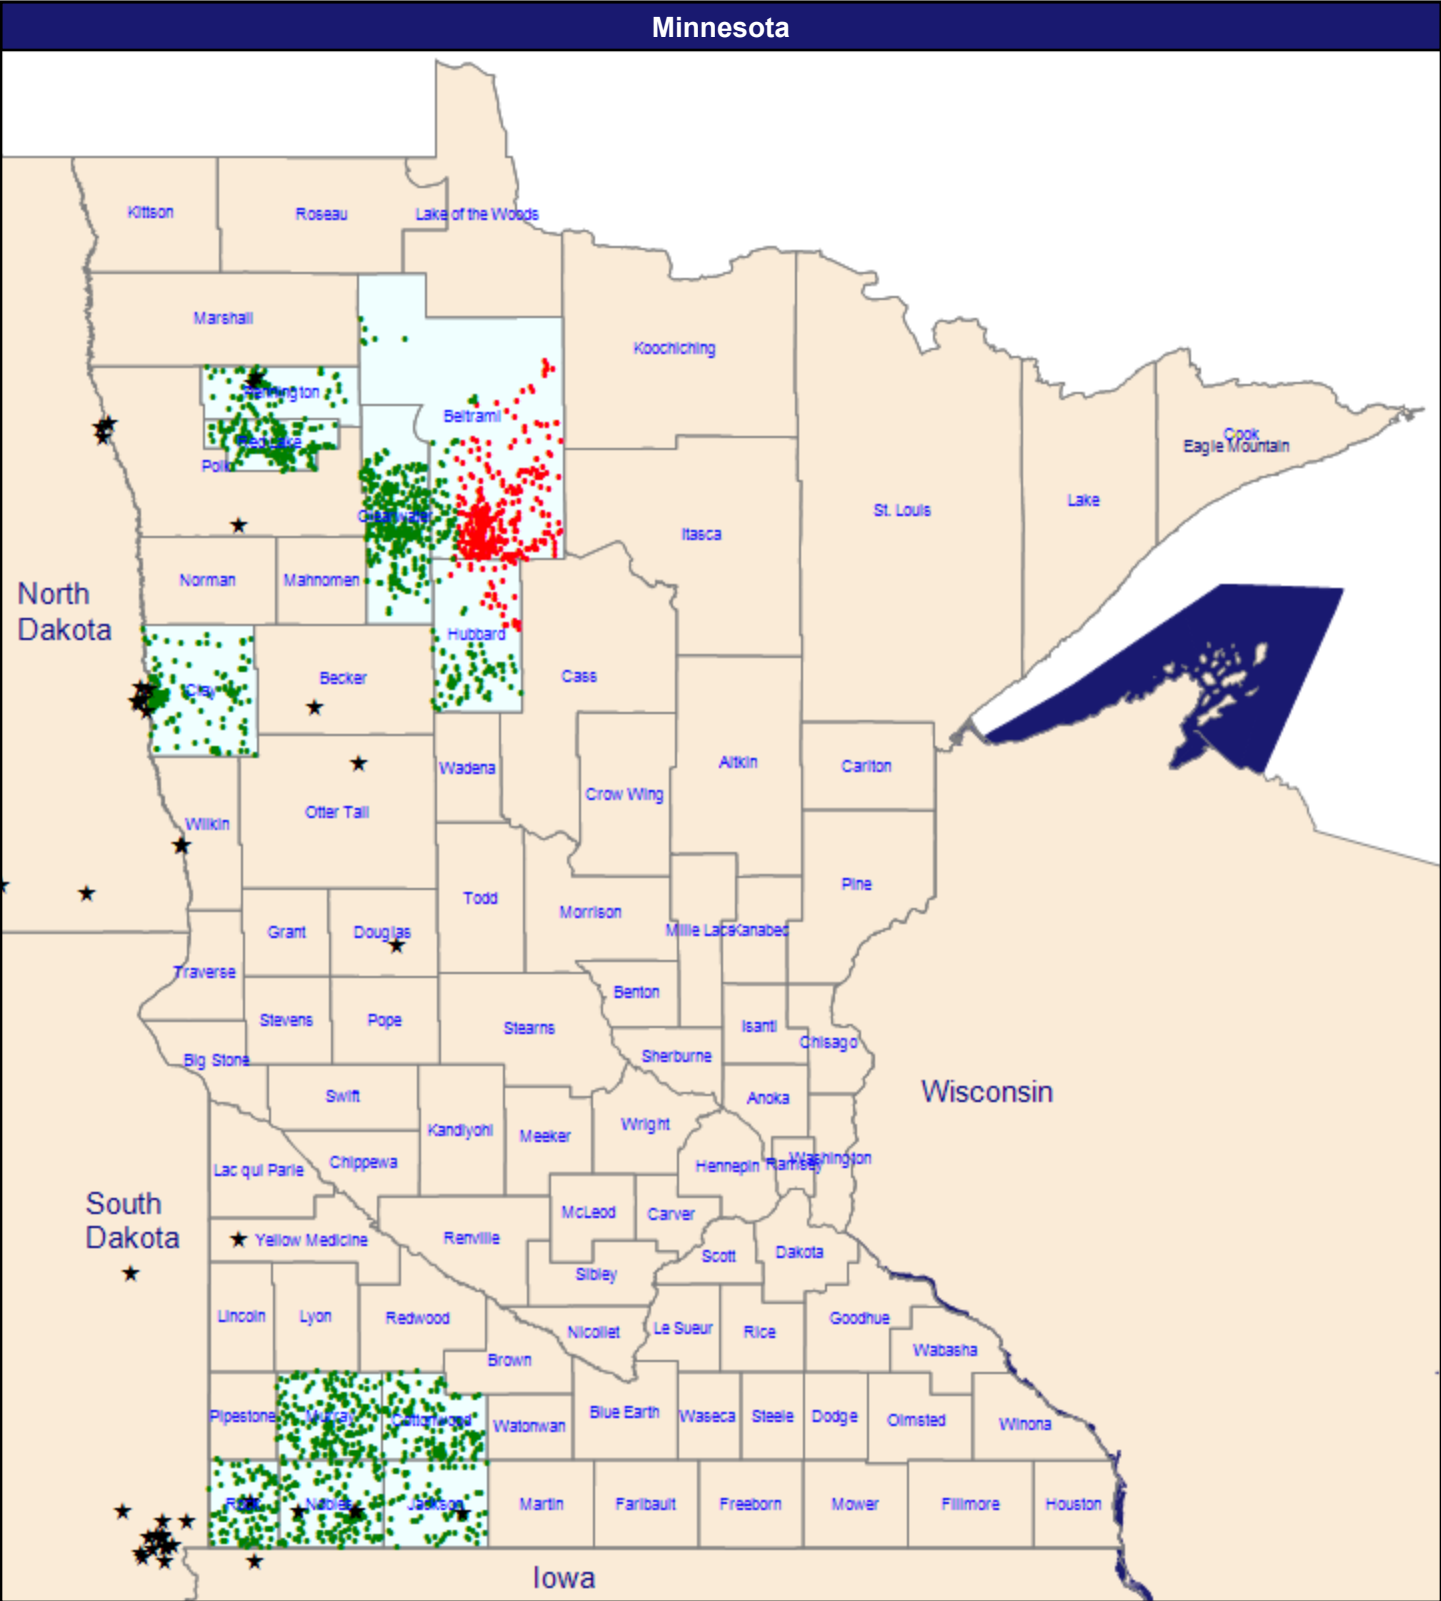 Minnesota
Kittson
Roseau
Lake of the Woods
Marshall
Koochiching
Pennington
Beltrami
Red Lake
Polk
Cook
Eagle Mountain
Lake
St. Louis
Clearwater
Itasca
Norman
Mahnomen
North
Dakota
Hubbard
Becker
Cass
Clay
Wadena
Aitkin
Carlton
Crow Wing
Otter Tail
Wilkin
Pine
Todd
Morrison
Grant
Douglas
Mille Lacs
Kanabec
Traverse
Benton
Stevens
Pope
Stearns
Isanti
Chisago
Big Stone
Sherburne
Swift
Anoka
Wisconsin
Wright
Kandiyohi
Meeker
Chippewa
Lac qui Parle
Hennepin
Ramsey
Washington
South
Dakota
McLeod
Carver
Yellow Medicine
Renville
Scott
Dakota
Sibley
Lincoln
Lyon
Redwood
Nicollet
Le Sueur
Rice
Goodhue
Wabasha
Brown
Pipestone
Murray
Cottonwood
Watonwan
Blue Earth
Waseca
Steele
Dodge
Olmsted
Winona
Rock
Nobles
Jackson
Martin
Faribault
Freeborn
Mower
Fillmore
Houston
Iowa